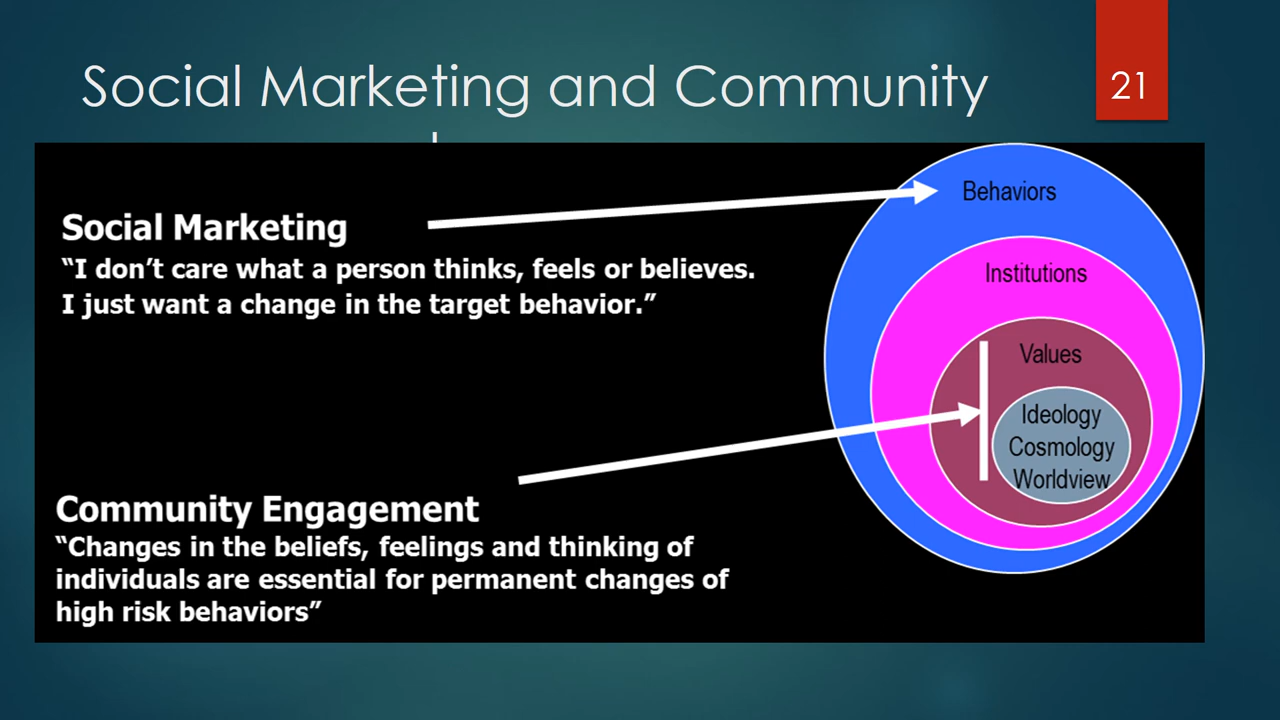 Social Marketing and Community
21
Social Marketing
“I don’t care what a person thinks, feels or believes.
I just want a change in the target behavior.”
Community Engagement
“Changes in the beliefs, feelings and thinking of
individuals are essential for permanent changes of
high risk behaviors”
Behaviors
Institutions
Values
Ideology
Cosmology
Worldview